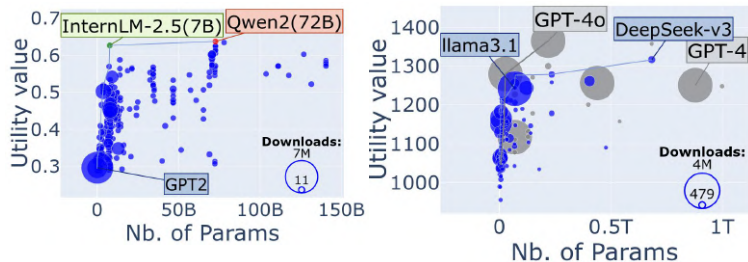 InternLM-2.5(7B)
Qwen2(72B)
GPT2
0.7
0.6
0.5
0.4
0.3
Utility value
0
50B
100B
150B
Nb. of Params
Downloads:
7M
11
GPT-4o
DeepSeek-v3
llama3.1
GPT-4
1400
1300
1200
1100
1000
Utility value
0
0.5T
1T
Nb. of Params
Downloads:
4M
479